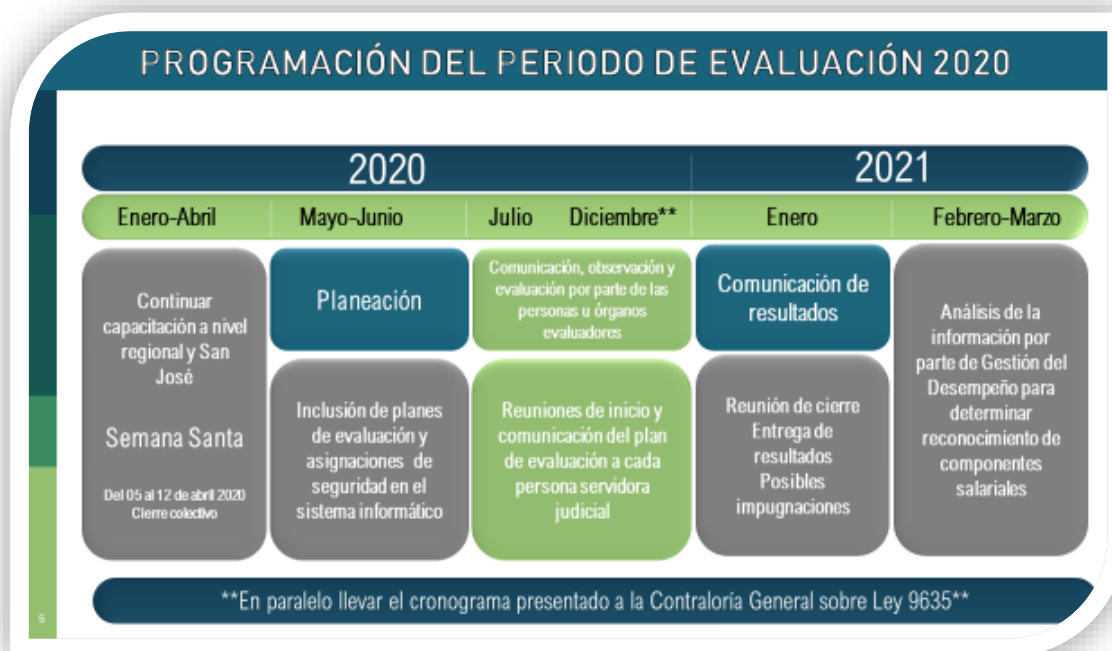 PROGRAMACIÓN DEL PERIODO DE EVALUACIÓN 2020
2020
2021
Enero-Abril
Mayo-Junio
Julio
Diciembre**
Enero
Febrero-Marzo
Continuar
capacitación a nivel
regional y San
José
Semana Santa
Del 05 al 12 de abril 2020
Cierre colectivo
Planeación
Inclusión de planes
de evaluación y
asignaciones de
seguridad en el
sistema informático
Comunicación, observación y
evaluación por parte de las
personas u órganos
evaluadores
Reuniones de inicio y
comunicación del plan
de evaluación a cada
persona servidora
judicial
Comunicación de
resultados
Reunión de cierre
Entrega de
resultados
Posibles
impugnaciones
Análisis de la
información por
parte de Gestión del
Desempeño para
determinar
reconocimiento de
componentes
salariales
**En paralelo llevar el cronograma presentado a la Contraloría General sobre Ley 9635**